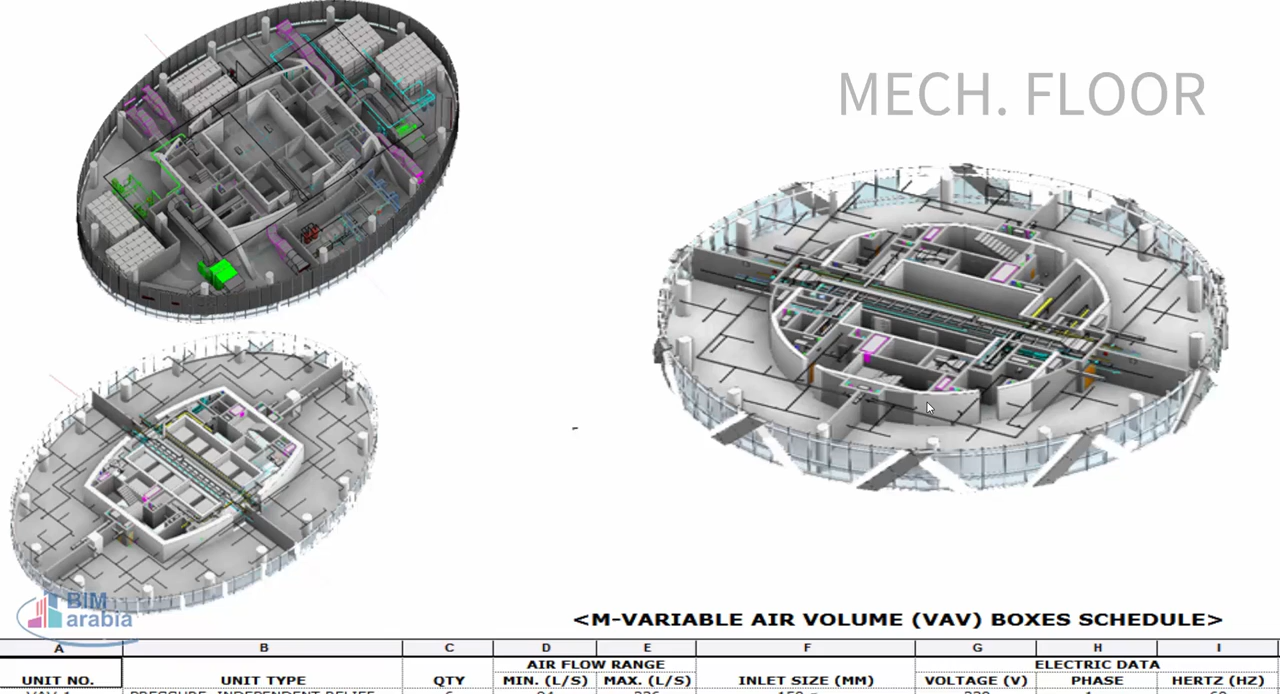 MECH. FLOOR
BIM
arabia
<M-VARIABLE AIR VOLUME (VAV) BOXES SCHEDULE>
A B C D E F G H I
AIR FLOW RANGE ELECTRIC DATA
UNIT NO. UNIT TYPE QTY MIN. (L/S) MAX. (L/S) INLET SIZE (MM) VOLTAGE (V) PHASE HERTZ (HZ)